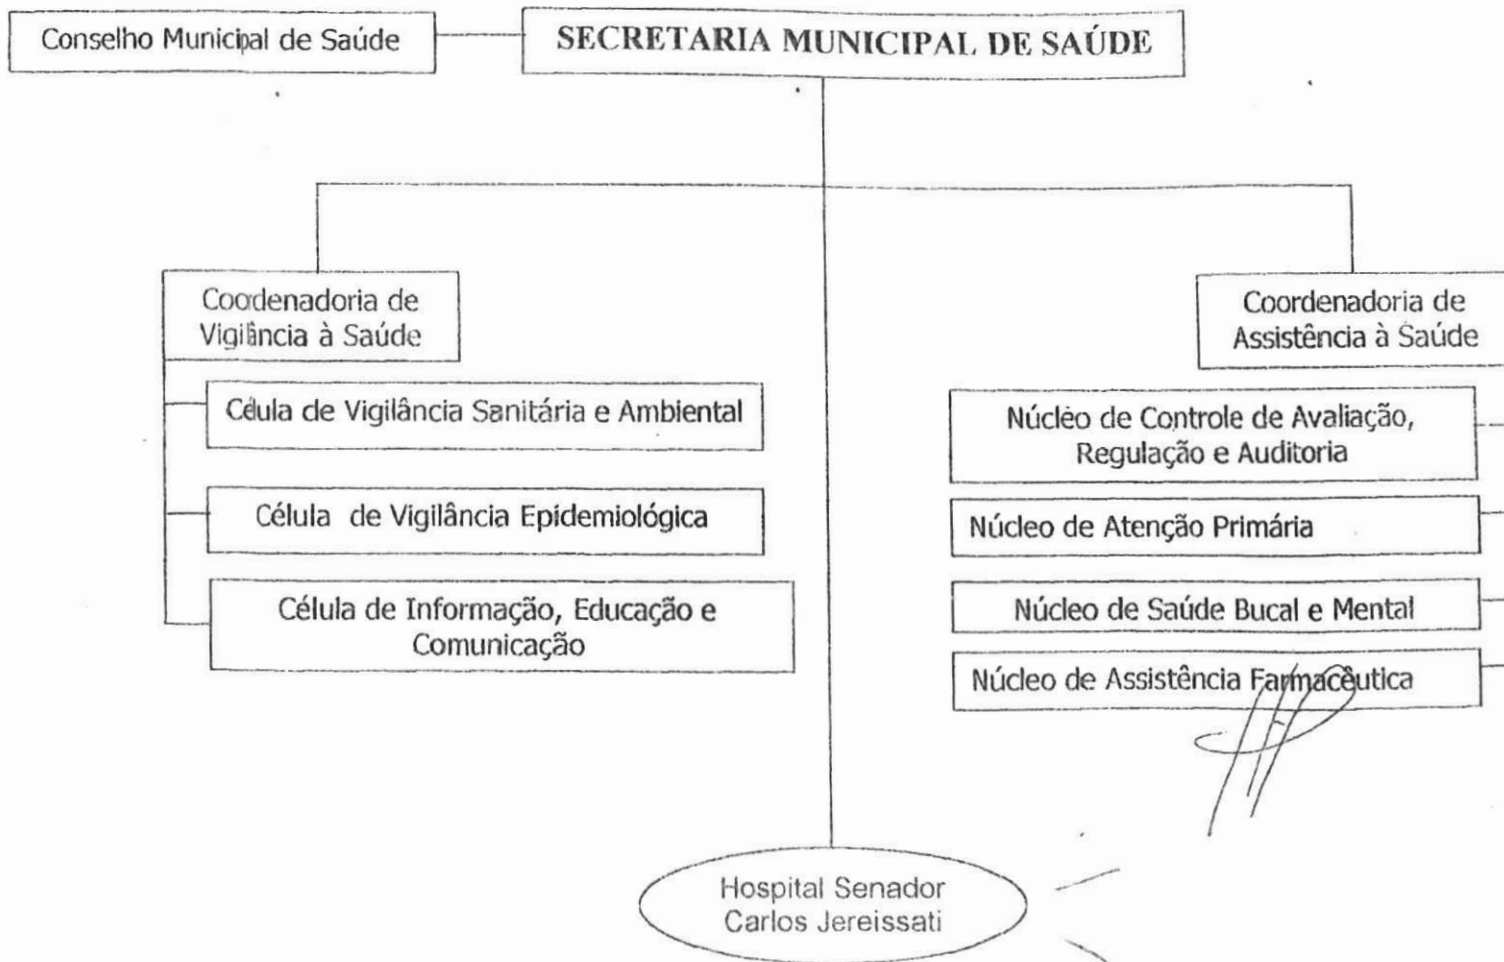 Conselho Municipal de Saúde
SECRETARIA MUNICIPAL DE SAÚDE
Coordenadoria de
Vigilância à Saúde
Célula de Vigilância Sanitária e Ambiental
Célula de Vigilância Epidemiológica
Célula de Informação, Educação e
Comunicação
Coordenadoria de
Assistência à Saúde
Núcleo de Controle de Avaliação,
Regulação e Auditoria
Núcleo de Atenção Primária
Núcleo de Saúde Bucal e Mental
Núcleo de Assistência Farmacêutica
Hospital Senador
Carlos Jereissati